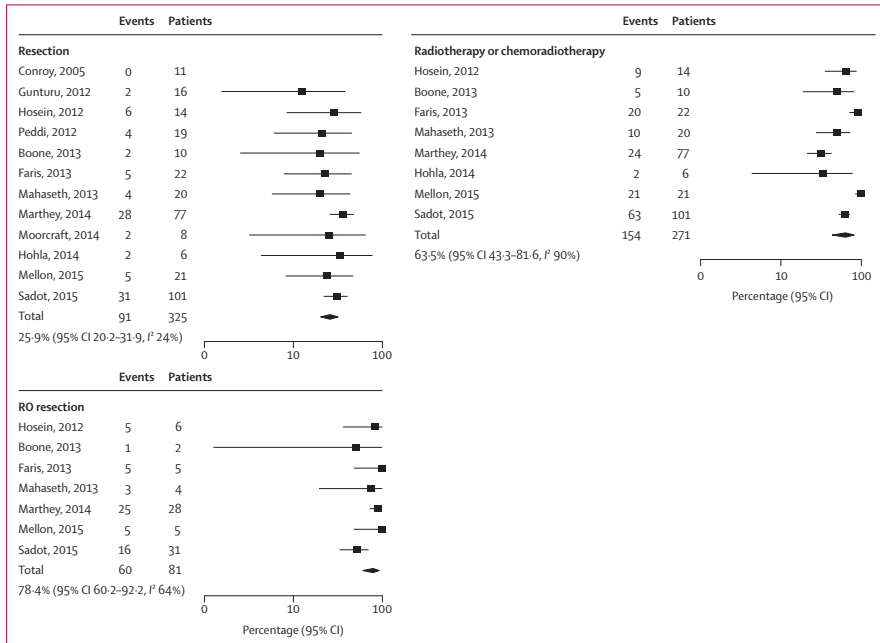 Events Patients
Resection
Conroy, 2005 0 11
Gunturu, 2012 2 16
Hosein, 2012 6 14
Peddi, 2012 4 19
Boone, 2013 2 10
Faris, 2013 5 22
Mahaseth, 2013 4 20
Marthey, 2014 28 77
Moorcraft, 2014 2 8
Hohla, 2014 2 6
Mellon, 2015 5 21
Sadot, 2015 31 101
Total 91 325
25·9% (95% CI 20·2–31·9, I² 24%)
0 10 100
Events Patients
R0 resection
Hosein, 2012 5 6
Boone, 2013 1 2
Faris, 2013 5 5
Mahaseth, 2013 3 4
Marthey, 2014 25 28
Mellon, 2015 5 5
Sadot, 2015 16 31
Total 60 81
78·4% (95% CI 60·2–92·2, I² 64%)
0 10 100
Percentage (95% CI)
Events Patients
Radiotherapy or chemoradiotherapy
Hosein, 2012 9 14
Boone, 2013 5 10
Faris, 2013 20 22
Mahaseth, 2013 10 20
Marthey, 2014 24 77
Hohla, 2014 2 6
Mellon, 2015 21 21
Sadot, 2015 63 101
Total 154 271
63·5% (95% CI 43·3–81·6, I² 90%)
0 10 100
Percentage (95% CI)